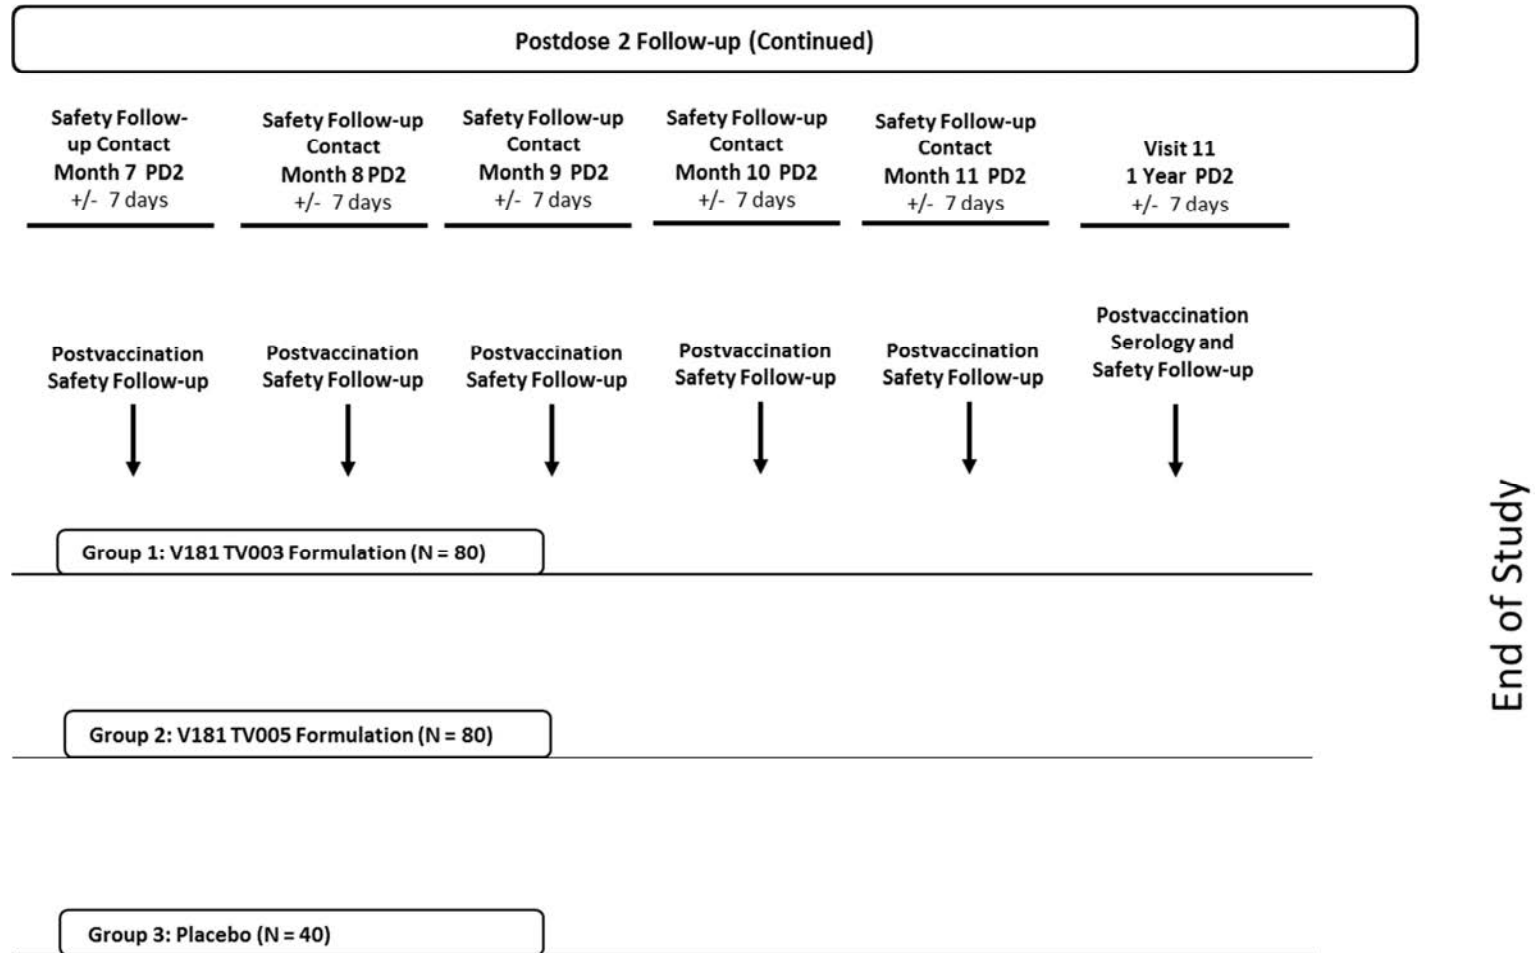 Postdose 2 Follow-up (Continued)
Safety Follow-
up Contact
Month 7 PD2
+/- 7 days
Safety Follow-up
Contact
Month 8 PD2
+/- 7 days
Safety Follow-up
Contact
Month 9 PD2
+/- 7 days
Safety Follow-up
Contact
Month 10 PD2
+/- 7 days
Safety Follow-up
Contact
Month 11 PD2
+/- 7 days
Visit 11
1 Year PD2
+/- 7 days
Postvaccination
Safety Follow-up
Postvaccination
Safety Follow-up
Postvaccination
Safety Follow-up
Postvaccination
Safety Follow-up
Postvaccination
Safety Follow-up
Postvaccination
Serology and
Safety Follow-up
Group 1: V181 TV003 Formulation (N = 80)
Group 2: V181 TV005 Formulation (N = 80)
Group 3: Placebo (N = 40)
End of Study